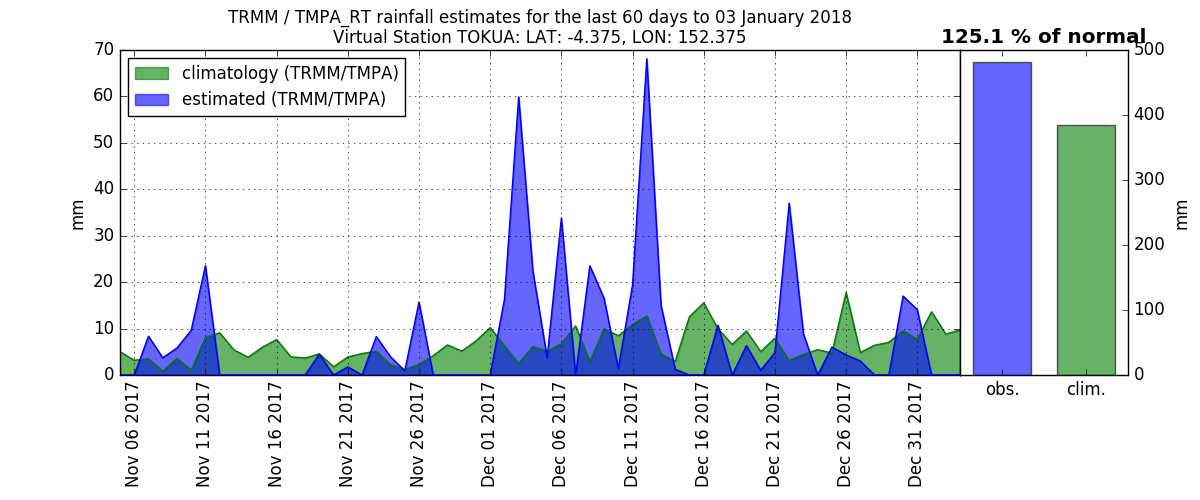 TRMM / TMPA_RT rainfall estimates for the last 60 days to 03 January 2018
Virtual Station TOKUA: LAT: -4.375, LON: 152.375
125.1 % of normal
climatology (TRMM/TMPA)
estimated (TRMM/TMPA)
70
60
50
40
30
20
10
0
mm
Nov 06 2017
Nov 11 2017
Nov 16 2017
Nov 21 2017
Nov 26 2017
Dec 01 2017
Dec 06 2017
Dec 11 2017
Dec 16 2017
Dec 21 2017
Dec 26 2017
Dec 31 2017
obs.
clim.
500
400
300
200
100
0
mm